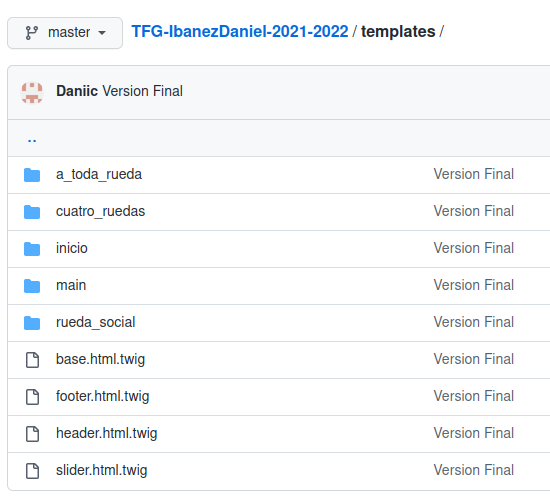 master TFG-IbanezDaniel-2021-2022 / templates /
Daniic Version Final
..
a_toda_rueda Version Final
cuatro_ruedas Version Final
inicio Version Final
main Version Final
rueda_social Version Final
base.html.twig Version Final
footer.html.twig Version Final
header.html.twig Version Final
slider.html.twig Version Final